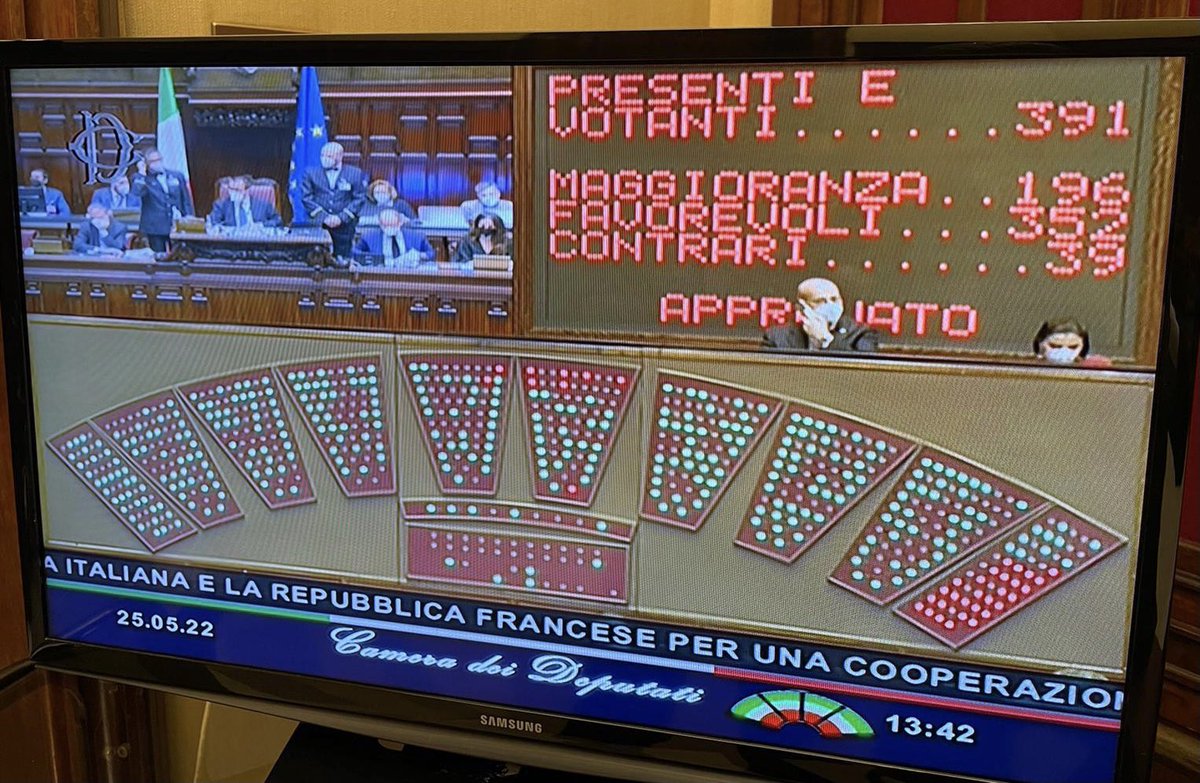 PRESENTI E
VOTANTI.......391
MAGGIORANZA..196
FAVOREVOLI...352
CONTRARI......39
APPROVATO
A ITALIANA E LA REPUBBLICA FRANCESE PER UNA COOPERAZION
25.05.22
Camera dei Deputati
13:42
SAMSUNG